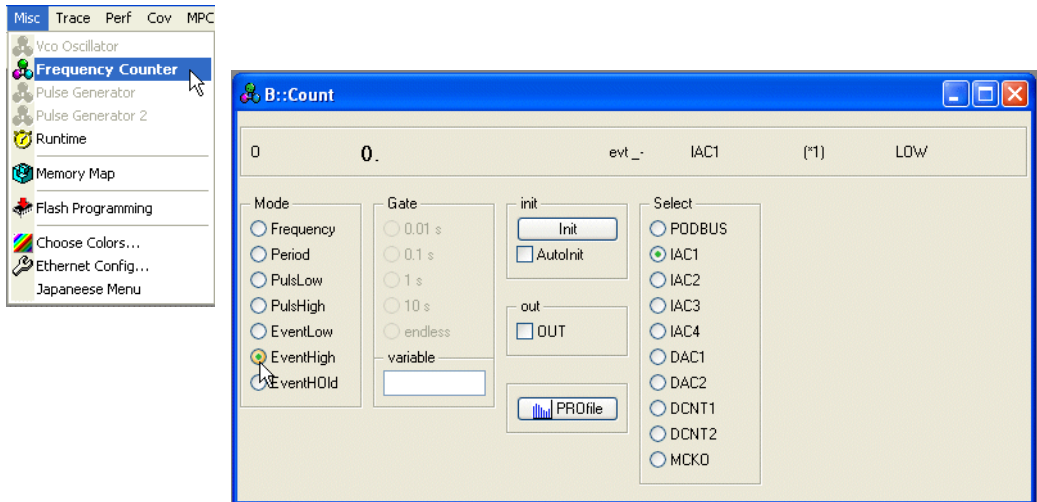 Misc Trace Perf Cov MPC
Vco Oscillator
Frequency Counter
Pulse Generator
Pulse Generator 2
Runtime
Memory Map
Flash Programming
Choose Colors...
Ethernet Config...
Japaneese Menu
B::Count
0 0. evt _- IAC1 (*1) LOW
Mode
Frequency
Period
PulsLow
PulsHigh
EventLow
EventHigh
EventHOld
Gate
0.01 s
0.1 s
1 s
10 s
endless
variable
init
Init
AutoInit
out
OUT
PROfile
Select
PODBUS
IAC1
IAC2
IAC3
IAC4
DAC1
DAC2
DCNT1
DCNT2
MCKO